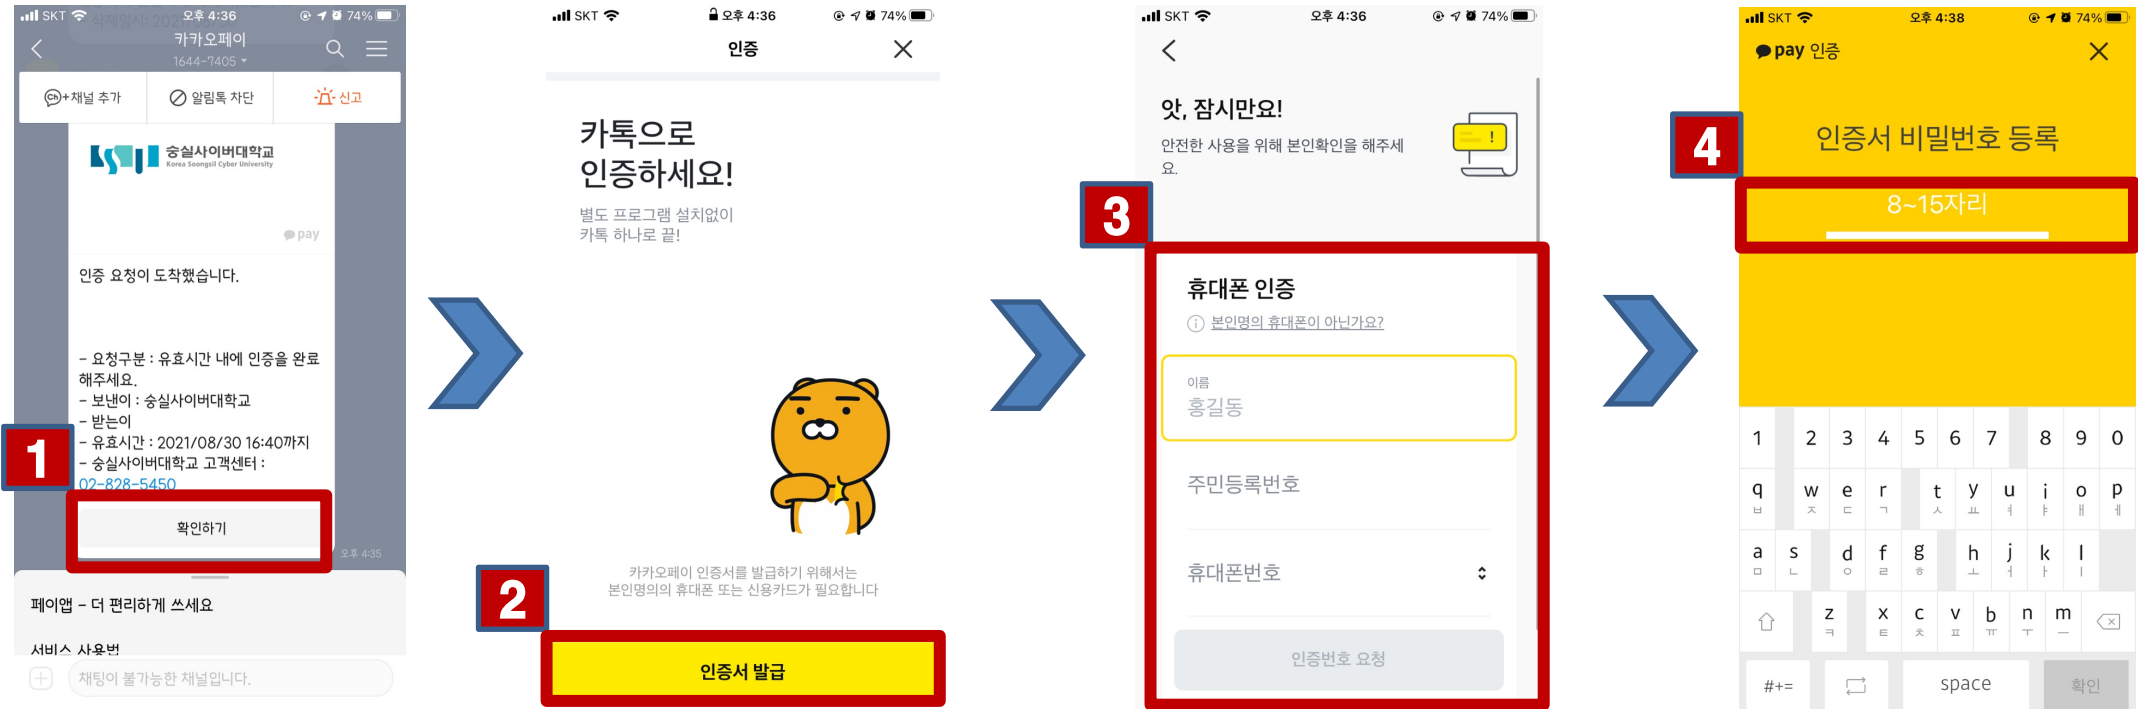 SKT 오후 4:36 74%
삭제일시: 2021
카카오페이
1644-7405
Ch+채널 추가
알림톡 차단
신고
숭실사이버대학교
Korea Soongsil Cyber University
pay
인증 요청이 도착했습니다.
- 요청구분 : 유효시간 내에 인증을 완료
해주세요.
- 보낸이 : 숭실사이버대학교
- 받는이
- 유효시간 : 2021/08/30 16:40까지
- 숭실사이버대학교 고객센터 :
02-828-5450
1
확인하기
오후 4:35
페이앱 – 더 편리하게 쓰세요
서비스 사용법
채팅이 불가능한 채널입니다.
SKT 오후 4:36 74%
인증
카톡으로
인증하세요!
별도 프로그램 설치없이
카톡 하나로 끝!
카카오페이 인증서를 발급하기 위해서는
본인명의의 휴대폰 또는 신용카드가 필요합니다
2
인증서 발급
SKT 오후 4:36 74%
앗, 잠시만요!
안전한 사용을 위해 본인확인을 해주세
요.
3
휴대폰 인증
본인명의 휴대폰이 아닌가요?
이름
홍길동
주민등록번호
휴대폰번호
인증번호 요청
SKT 오후 4:38 74%
pay 인증
4
인증서 비밀번호 등록
8~15자리
1 2 3 4 5 6 7 8 9 0
q w e r t y u i o p
ㅂ ㅈ ㄷ ㄱ ㅅ ㅛ ㅕ ㅑ ㅐ ㅔ
a s d f g h j k l
ㅁ ㄴ ㅇ ㄹ ㅎ ㅗ ㅓ ㅏ ㅣ
z x c v b n m
ㅋ ㅌ ㅊ ㅍ ㅠ ㅜ ㅡ
#+= space 확인